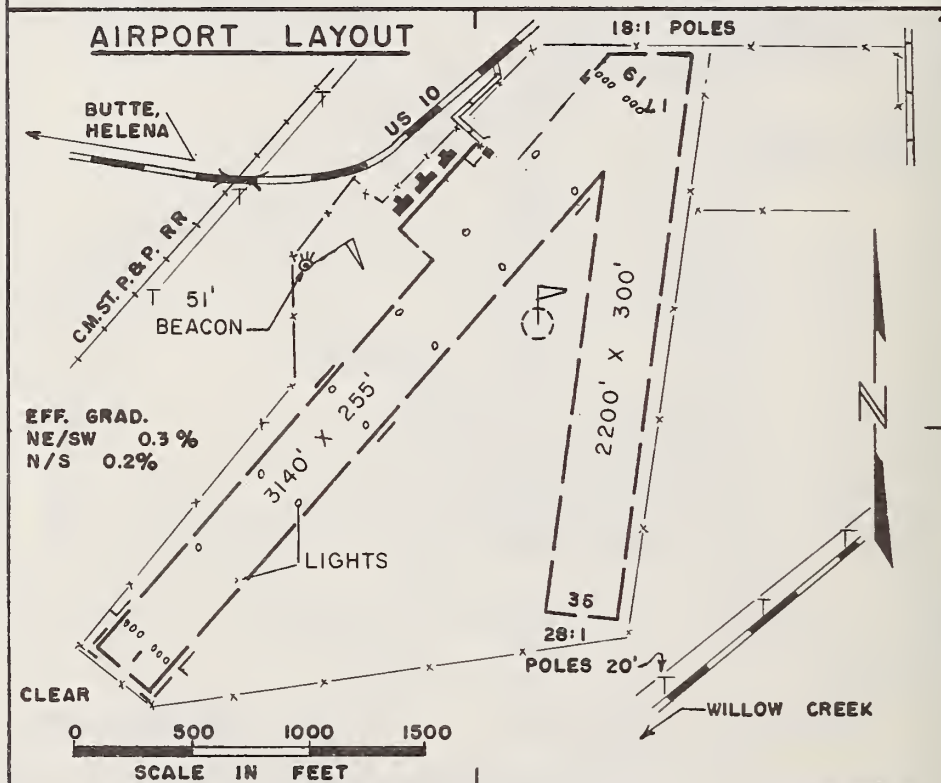 AIRPORT LAYOUT
18:1 POLES
BUTTE,
HELENA
US 10
19
17
C.M. ST. P. & P. RR
51'
BEACON
2200' X 300'
N
EFF. GRAD.
NE/SW 0.3%
N/S 0.2%
3140' X 255'
LIGHTS
35
28:1
1
POLES 20'
CLEAR
WILLOW CREEK
0 500 1000 1500
SCALE IN FEET